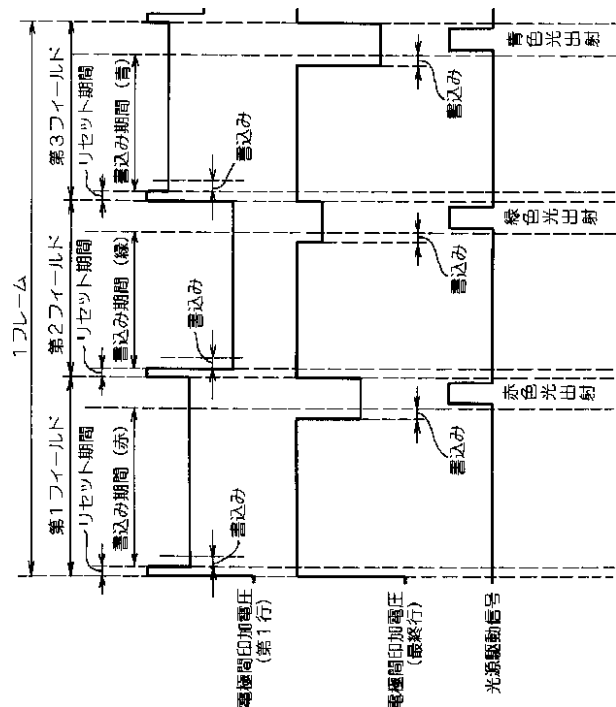 1フレーム
第1フィールド
第2フィールド
第3フィールド
リセット期間
リセット期間
リセット期間
書込み期間(赤)
書込み期間(緑)
書込み期間(青)
書込み
書込み
書込み
電極間印加電圧
(第1行)
書込み
書込み
書込み
電極間印加電圧
(最終行)
光源駆動信号
赤色光出射
緑色光出射
青色光出射